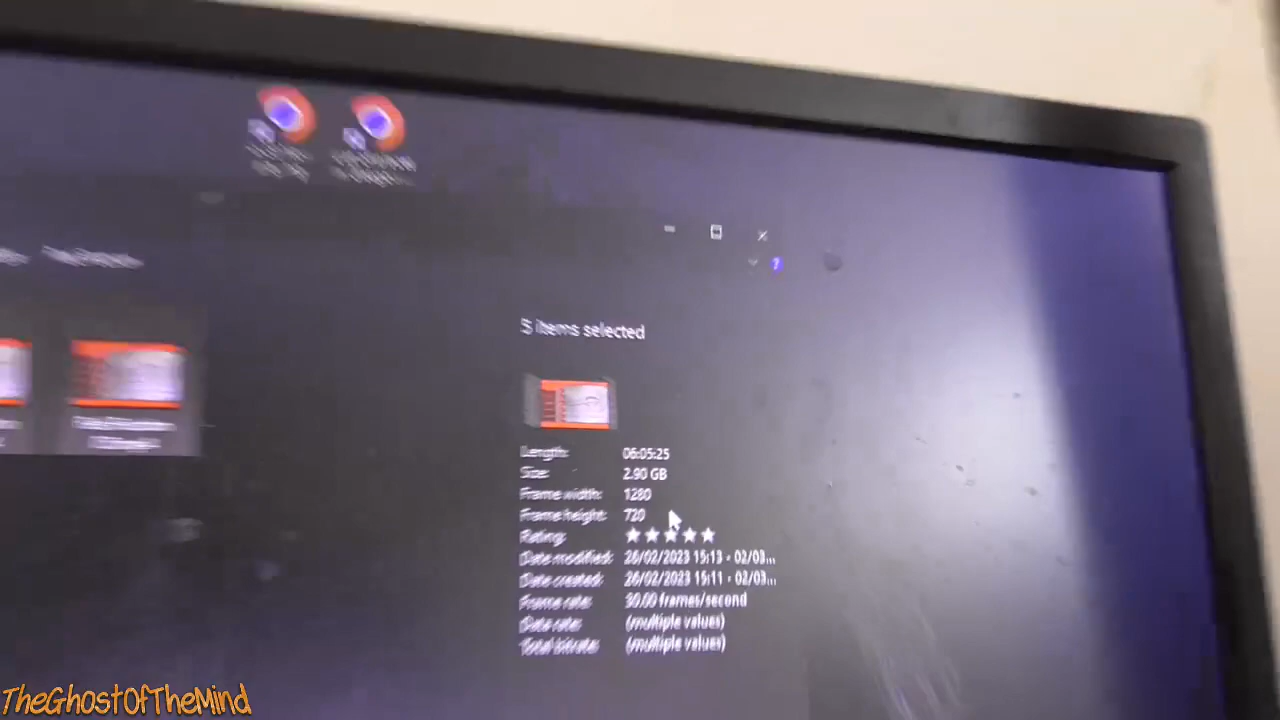 5 items selected
Length: 06:05:25
Size: 2.90 GB
Frame width: 1280
Frame height: 720
Rating:
Date modified: 26/02/2023 15:13 - 02/03...
Date created: 26/02/2023 15:11 - 02/03...
Frame rate: 30.00 frames/second
Data rate: (multiple values)
Total bitrate: (multiple values)
TheGhostOfTheMind